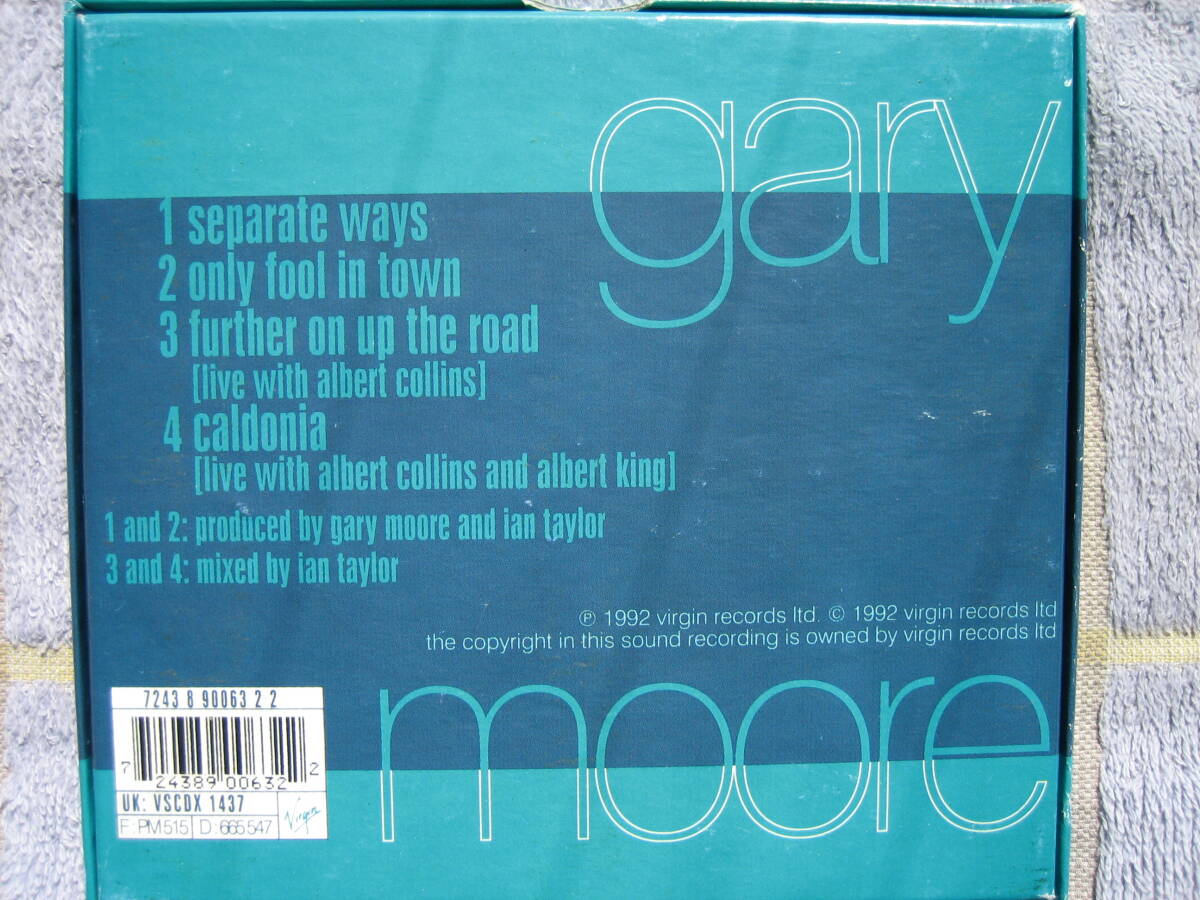 gary
1 separate ways
2 only fool in town
3 further on up the road
[live with albert collins]
4 caldonia
[live with albert collins and albert king]
1 and 2: produced by gary moore and ian taylor
3 and 4: mixed by ian taylor
℗ 1992 virgin records ltd. © 1992 virgin records ltd
the copyright in this sound recording is owned by virgin records ltd
moore
7243 8 90063 2 2
7 24389 00632 2
UK: VSCDX 1437
F: PM515 D: 665 547
Virgin